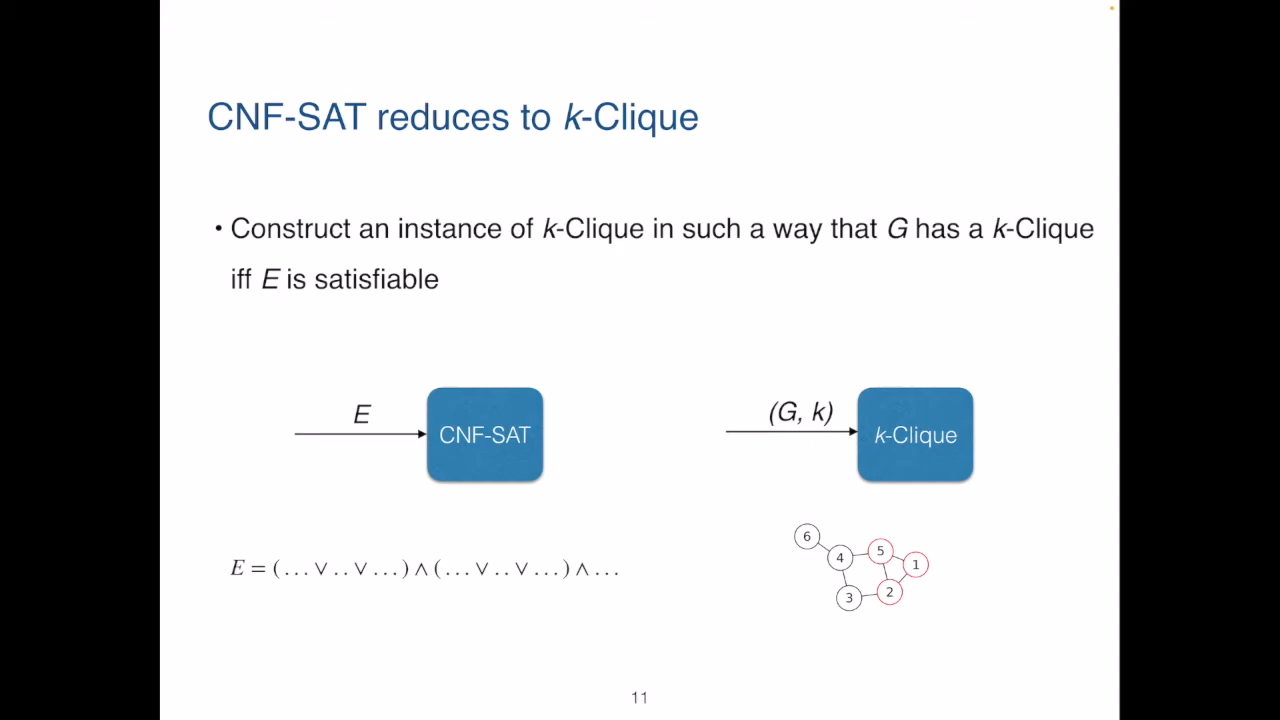 CNF-SAT reduces to k-Clique
• Construct an instance of k-Clique in such a way that G has a k-Clique
iff E is satisfiable
E
CNF-SAT
(G, k)
k-Clique
E = ( . . . ∨ . . ∨ . . . ) ∧ ( . . . ∨ . . ∨ . . . ) ∧ . . .
6
4
5
1
3
2
11